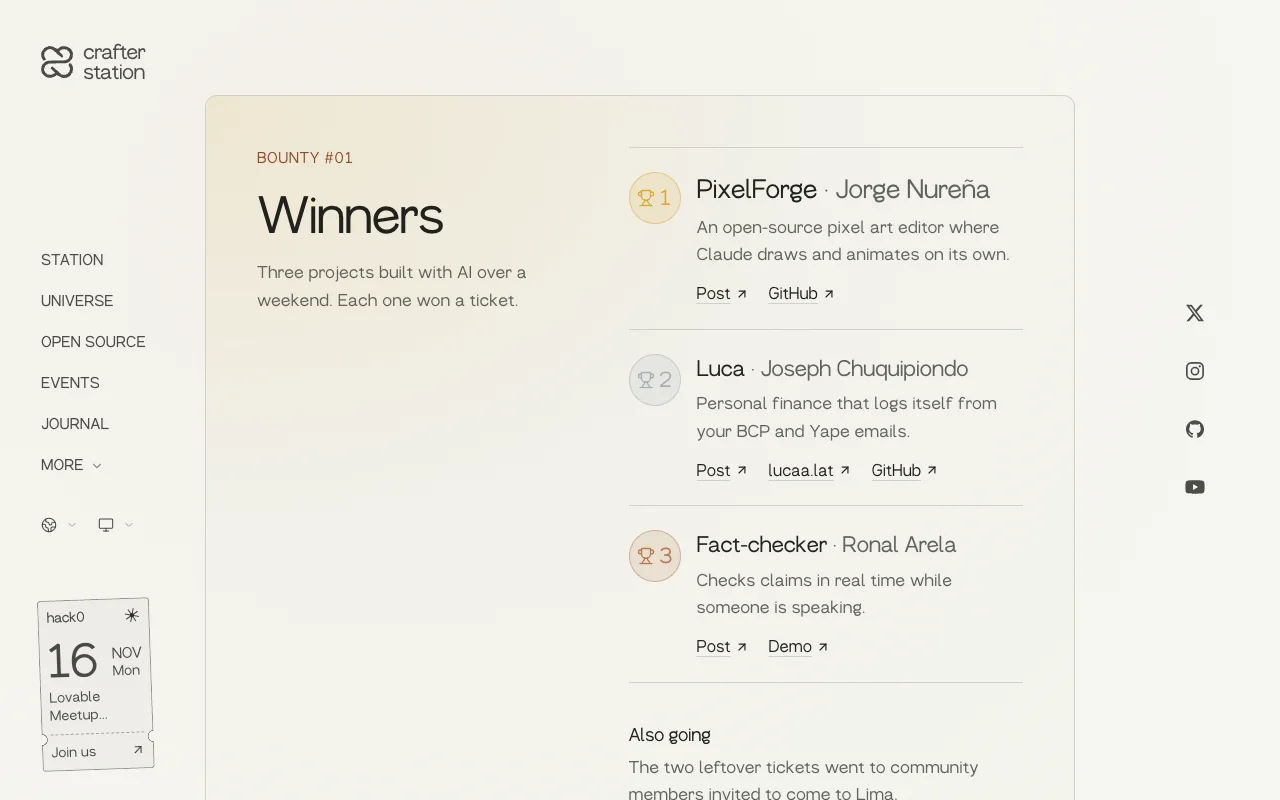 crafter
station
STATION
UNIVERSE
OPEN SOURCE
EVENTS
JOURNAL
MORE
hack0
16
NOV
Mon
Lovable
Meetup...
Join us
BOUNTY #01
Winners
Three projects built with AI over a
weekend. Each one won a ticket.
1
PixelForge · Jorge Nureña
An open-source pixel art editor where
Claude draws and animates on its own.
Post GitHub
2
Luca · Joseph Chuquipiondo
Personal finance that logs itself from
your BCP and Yape emails.
Post lucaa.lat GitHub
3
Fact-checker · Ronal Arela
Checks claims in real time while
someone is speaking.
Post Demo
Also going
The two leftover tickets went to community
members invited to come to Lima.